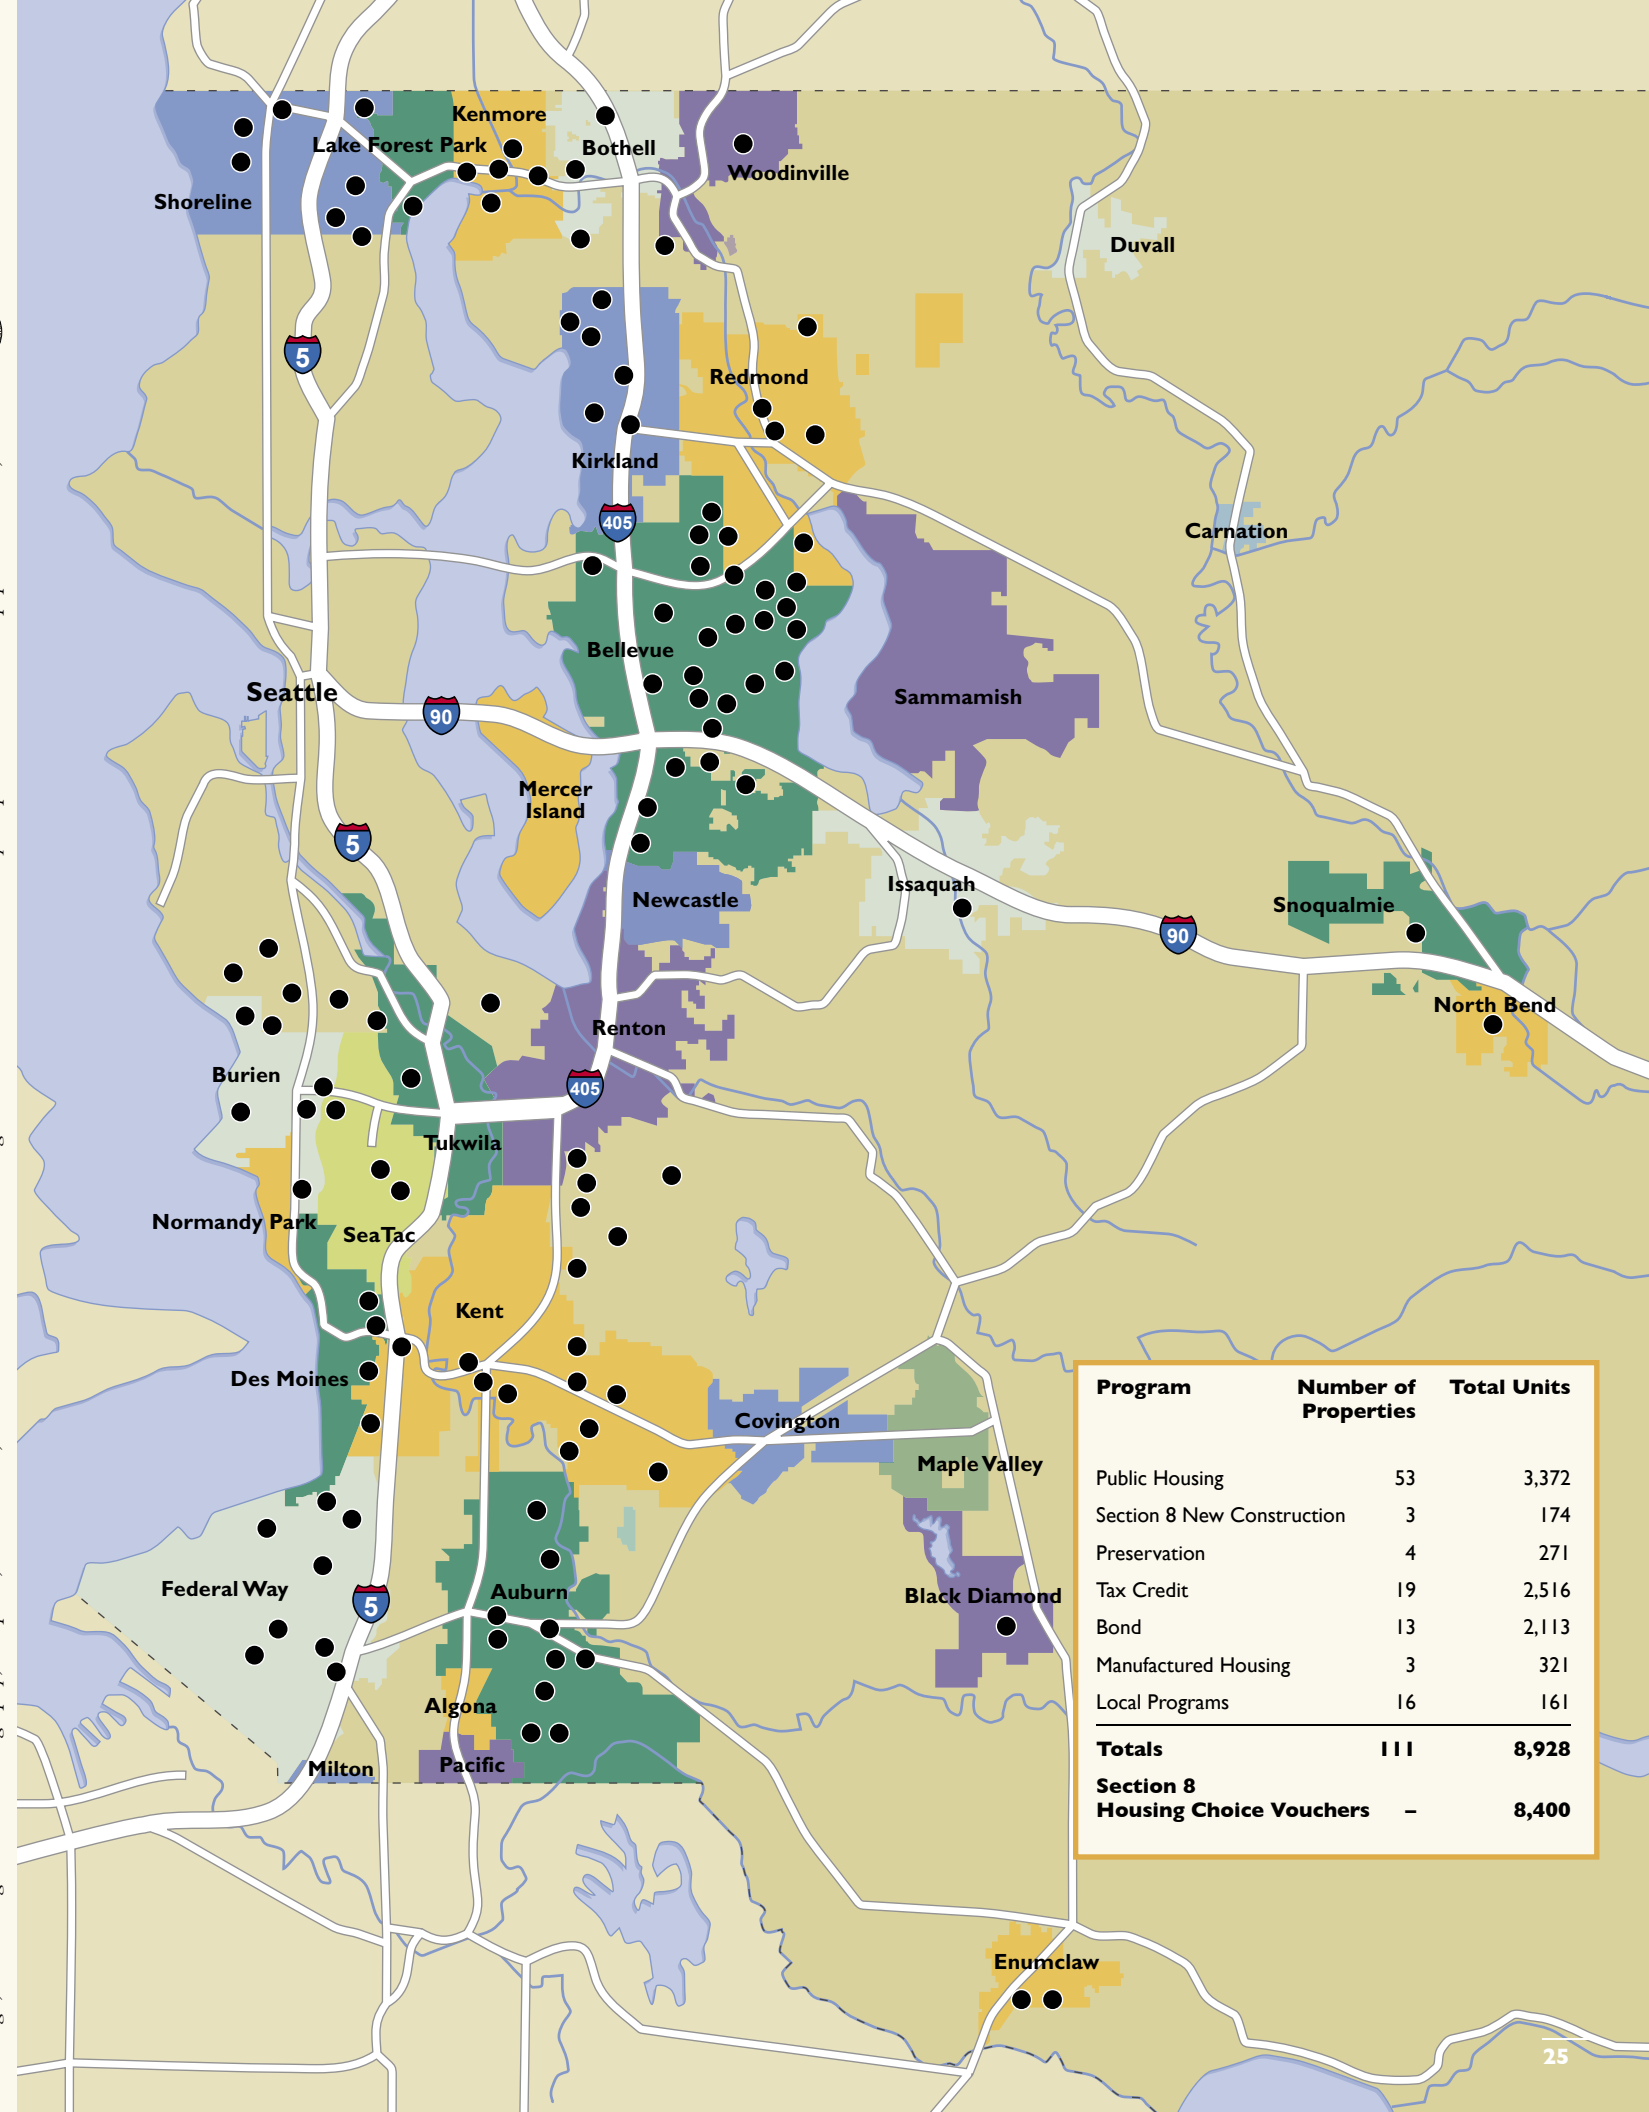 Kenmore
Lake Forest Park
Bothell
Woodinville
Shoreline
Duvall
5
Redmond
Kirkland
405
Carnation
Bellevue
Seattle
Sammamish
90
Mercer
Island
5
Issaquah
Newcastle
Snoqualmie
90
North Bend
Renton
Burien
405
Tukwila
Normandy Park
SeaTac
Kent
Des Moines
Covington
Maple Valley
Federal Way
Auburn
Black Diamond
5
Algona
Pacific
Milton
Enumclaw
Program Number of Total Units
Properties
Public Housing 53 3,372
Section 8 New Construction 3 174
Preservation 4 271
Tax Credit 19 2,516
Bond 13 2,113
Manufactured Housing 3 321
Local Programs 16 161
Totals 111 8,928
Section 8
Housing Choice Vouchers – 8,400
25